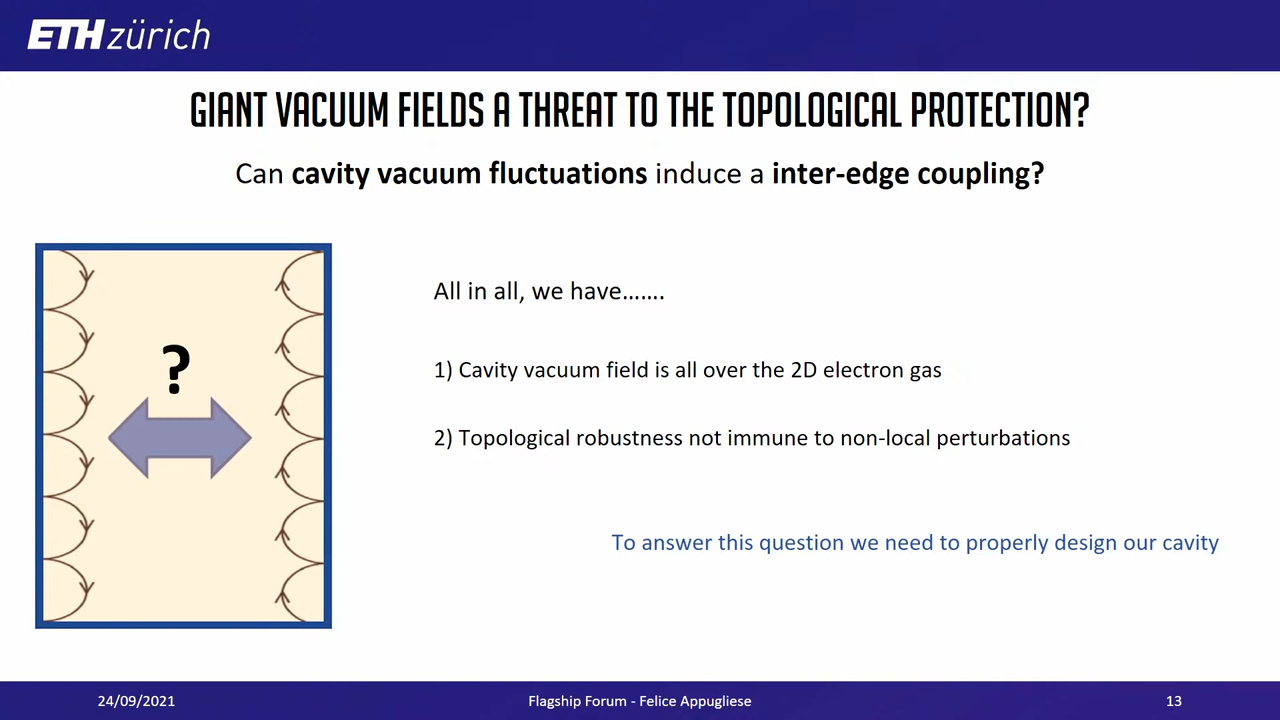 ETH zürich
GIANT VACUUM FIELDS A THREAT TO THE TOPOLOGICAL PROTECTION?
Can cavity vacuum fluctuations induce a inter-edge coupling?
All in all, we have…….
?
1) Cavity vacuum field is all over the 2D electron gas
2) Topological robustness not immune to non-local perturbations
To answer this question we need to properly design our cavity
24/09/2021
Flagship Forum - Felice Appugliese
13